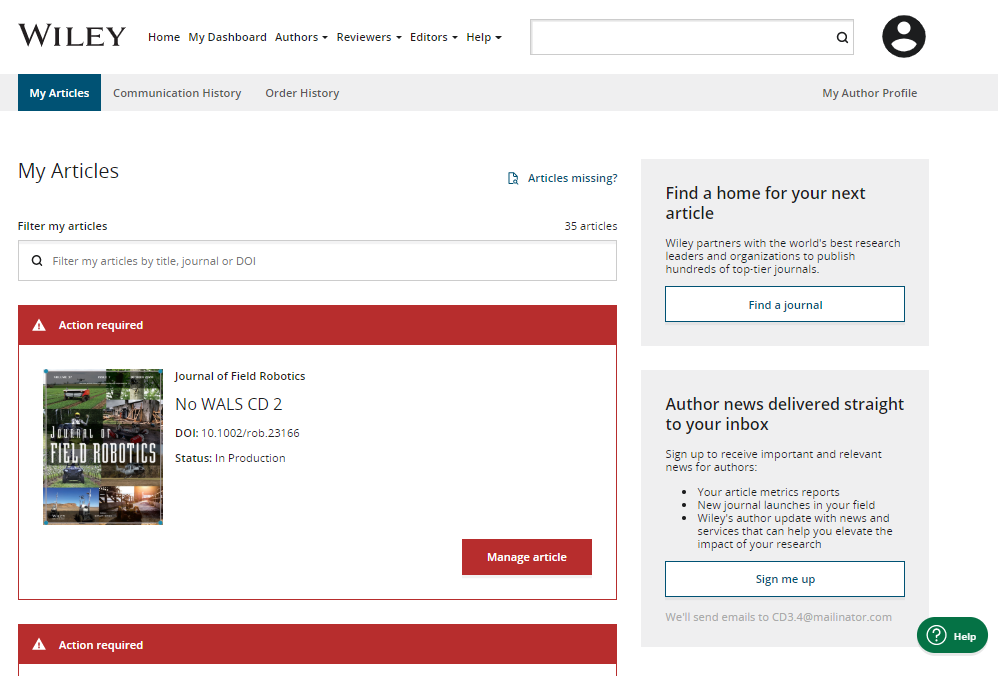 WILEY
Home My Dashboard Authors Reviewers Editors Help
My Articles Communication History Order History My Author Profile
My Articles
Articles missing?
Filter my articles
35 articles
Filter my articles by title, journal or DOI
Action required
JOURNAL OF
FIELD ROBOTICS
WILEY
Journal of Field Robotics
No WALS CD 2
DOI: 10.1002/rob.23166
Status: In Production
Manage article
Action required
Find a home for your next
article
Wiley partners with the world's best research
leaders and organizations to publish
hundreds of top-tier journals.
Find a journal
Author news delivered straight
to your inbox
Sign up to receive important and relevant
news for authors:
• Your article metrics reports
• New journal launches in your field
• Wiley's author update with news and
services that can help you elevate the
impact of your research
Sign me up
We'll send emails to CD3.4@mailinator.com
Help